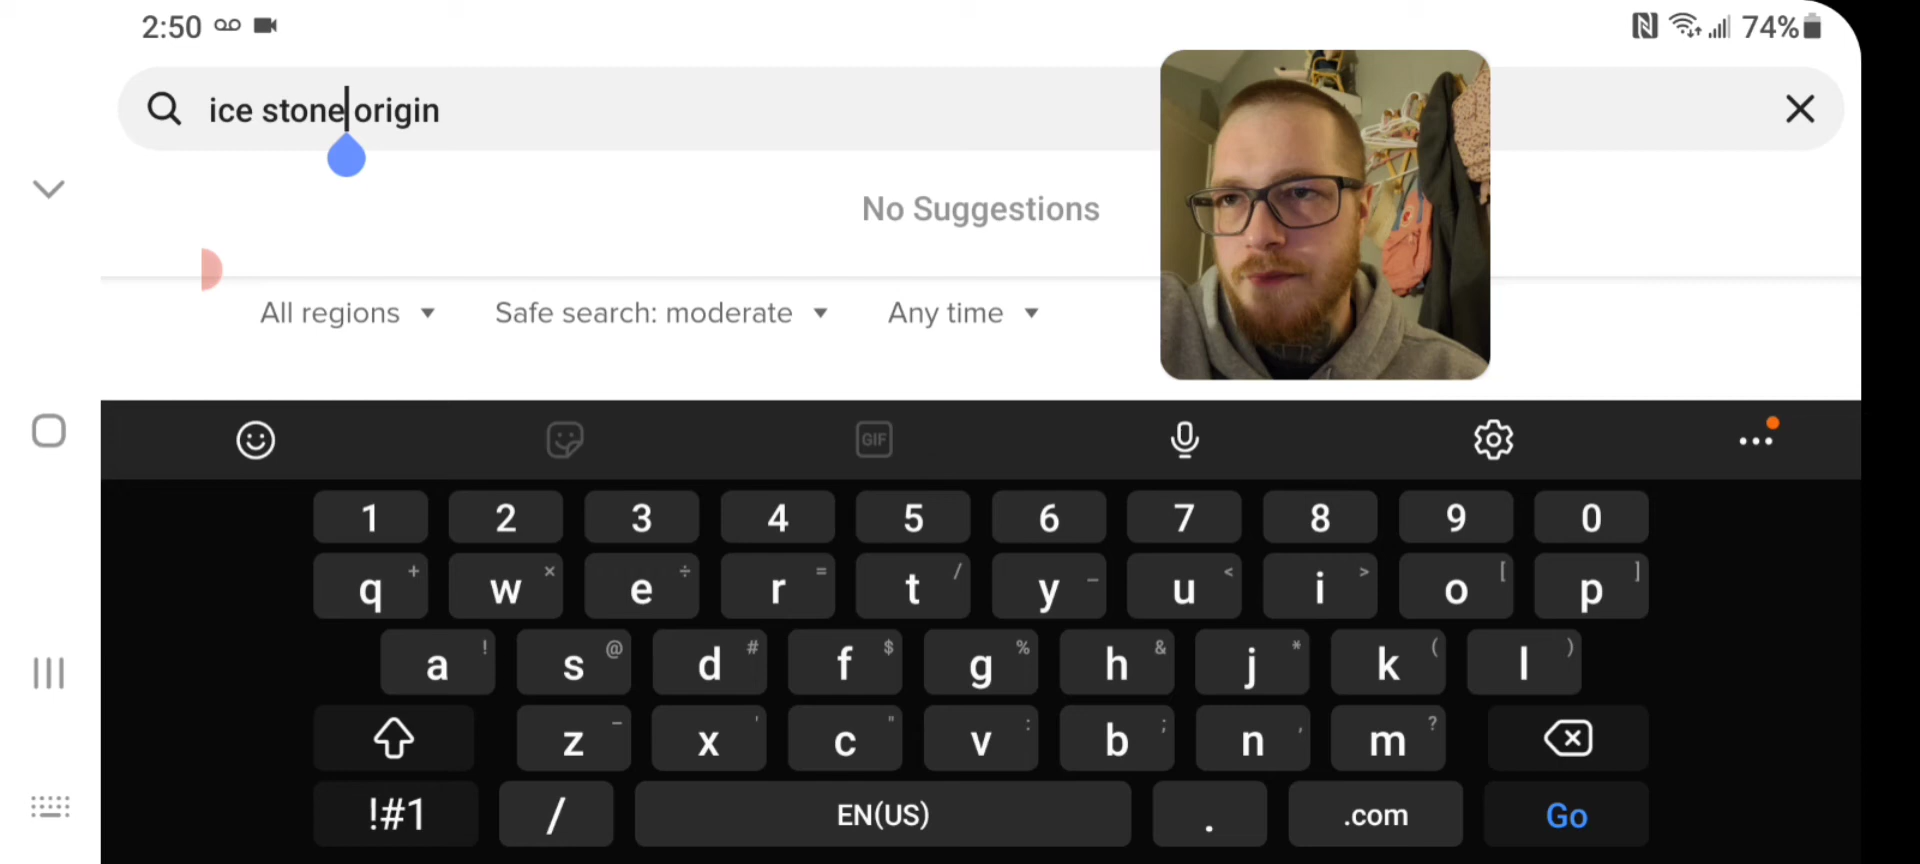 2:50
74%
ice stone origin
No Suggestions
All regions ▼ Safe search: moderate ▼ Any time ▼
GIF
1 2 3 4 5 6 7 8 9 0
q + w × e ÷ r = t / y _ u < i > o [ p ]
a ! s @ d # f $ g % h & j * k ( l )
z - x ' c " v : b ; n , m ?
!#1 / EN(US) . .com Go